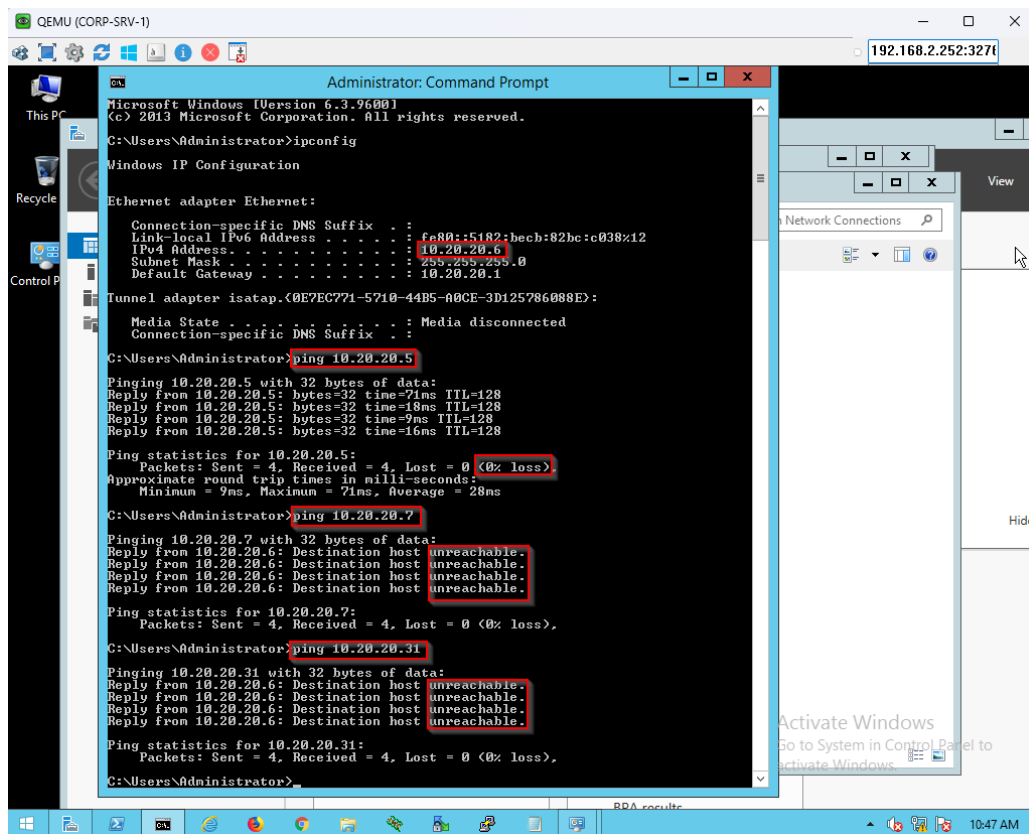 QEMU (CORP-SRV-1)
192.168.2.252:3276
Administrator: Command Prompt
This PC
Microsoft Windows [Version 6.3.9600]
(c) 2013 Microsoft Corporation. All rights reserved.
C:\Users\Administrator>ipconfig
Windows IP Configuration
View
Recycle
Ethernet adapter Ethernet:
Network Connections
Connection-specific DNS Suffix . :
Link-local IPv6 Address . . . . . : fe80::5182:becb:82bc:c038%12
IPv4 Address. . . . . . . . . . . : 10.20.20.6
Subnet Mask . . . . . . . . . . . : 255.255.255.0
Default Gateway . . . . . . . . . : 10.20.20.1
Control P
Tunnel adapter isatap.{0E7EC771-5710-44B5-A0CE-3D125786088E}:
Media State . . . . . . . . . . . : Media disconnected
Connection-specific DNS Suffix . :
C:\Users\Administrator>ping 10.20.20.5
Pinging 10.20.20.5 with 32 bytes of data:
Reply from 10.20.20.5: bytes=32 time=71ms TTL=128
Reply from 10.20.20.5: bytes=32 time=18ms TTL=128
Reply from 10.20.20.5: bytes=32 time=9ms TTL=128
Reply from 10.20.20.5: bytes=32 time=16ms TTL=128
Ping statistics for 10.20.20.5:
Packets: Sent = 4, Received = 4, Lost = 0 (0% loss),
Approximate round trip times in milli-seconds:
Minimum = 9ms, Maximum = 71ms, Average = 28ms
C:\Users\Administrator>ping 10.20.20.7
Hide
Pinging 10.20.20.7 with 32 bytes of data:
Reply from 10.20.20.6: Destination host unreachable.
Reply from 10.20.20.6: Destination host unreachable.
Reply from 10.20.20.6: Destination host unreachable.
Reply from 10.20.20.6: Destination host unreachable.
Ping statistics for 10.20.20.7:
Packets: Sent = 4, Received = 4, Lost = 0 (0% loss),
C:\Users\Administrator>ping 10.20.20.31
Pinging 10.20.20.31 with 32 bytes of data:
Reply from 10.20.20.6: Destination host unreachable.
Reply from 10.20.20.6: Destination host unreachable.
Reply from 10.20.20.6: Destination host unreachable.
Reply from 10.20.20.6: Destination host unreachable.
Ping statistics for 10.20.20.31:
Packets: Sent = 4, Received = 4, Lost = 0 (0% loss),
C:\Users\Administrator>_
Activate Windows
Go to System in Control Panel to
activate Windows.
BPA results
10:47 AM